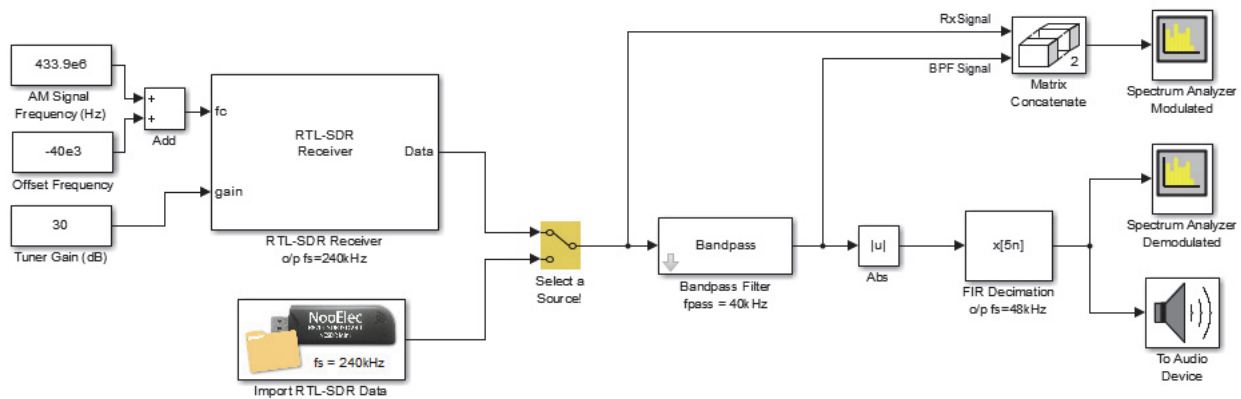 433.9e6
AM Signal
Frequency (Hz)
-40e3
Offset Frequency
30
Tuner Gain (dB)
+
+
Add
fc
gain
RTL-SDR
Receiver
Data
RTL-SDR Receiver
o/p fs=240kHz
NooElec
fs = 240kHz
Import RTL-SDR Data
Select a
Source!
Bandpass
Bandpass Filter
fpass = 40kHz
|u|
Abs
x[5n]
FIR Decimation
o/p fs=48kHz
Rx Signal
BPF Signal
2
Matrix
Concatenate
Spectrum Analyzer
Modulated
Spectrum Analyzer
Demodulated
To Audio
Device